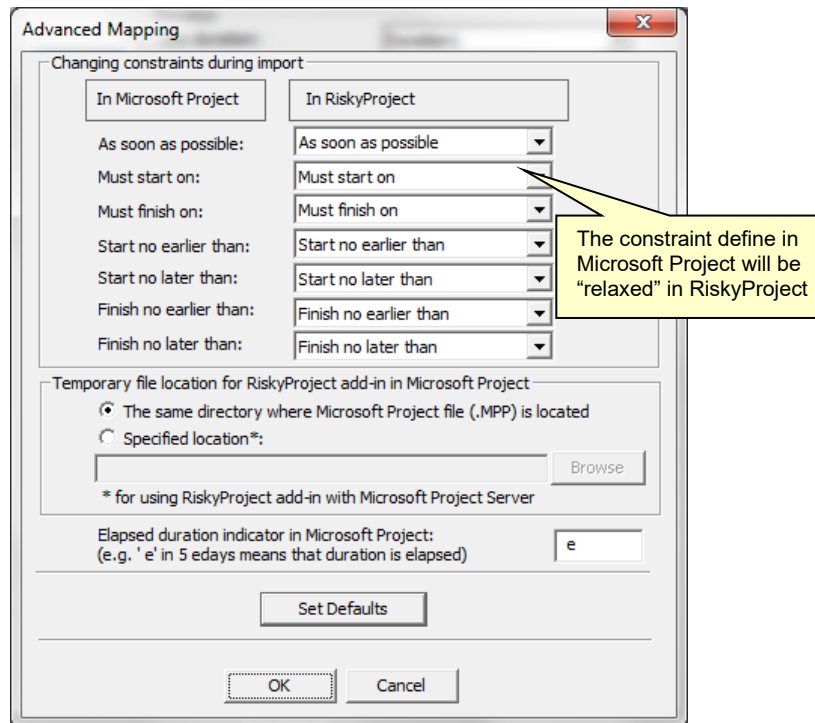 Advanced Mapping
Changing constraints during import
In Microsoft Project
In RiskyProject
As soon as possible:
As soon as possible
Must start on:
Must start on
Must finish on:
Must finish on
Start no earlier than:
Start no earlier than
Start no later than:
Start no later than
Finish no earlier than:
Finish no earlier than
Finish no later than:
Finish no later than
The constraint define in
Microsoft Project will be
“relaxed” in RiskyProject
Temporary file location for RiskyProject add-in in Microsoft Project
The same directory where Microsoft Project file (.MPP) is located
Specified location*:
Browse
* for using RiskyProject add-in with Microsoft Project Server
Elapsed duration indicator in Microsoft Project:
(e.g. ' e' in 5 edays means that duration is elapsed)
e
Set Defaults
OK
Cancel